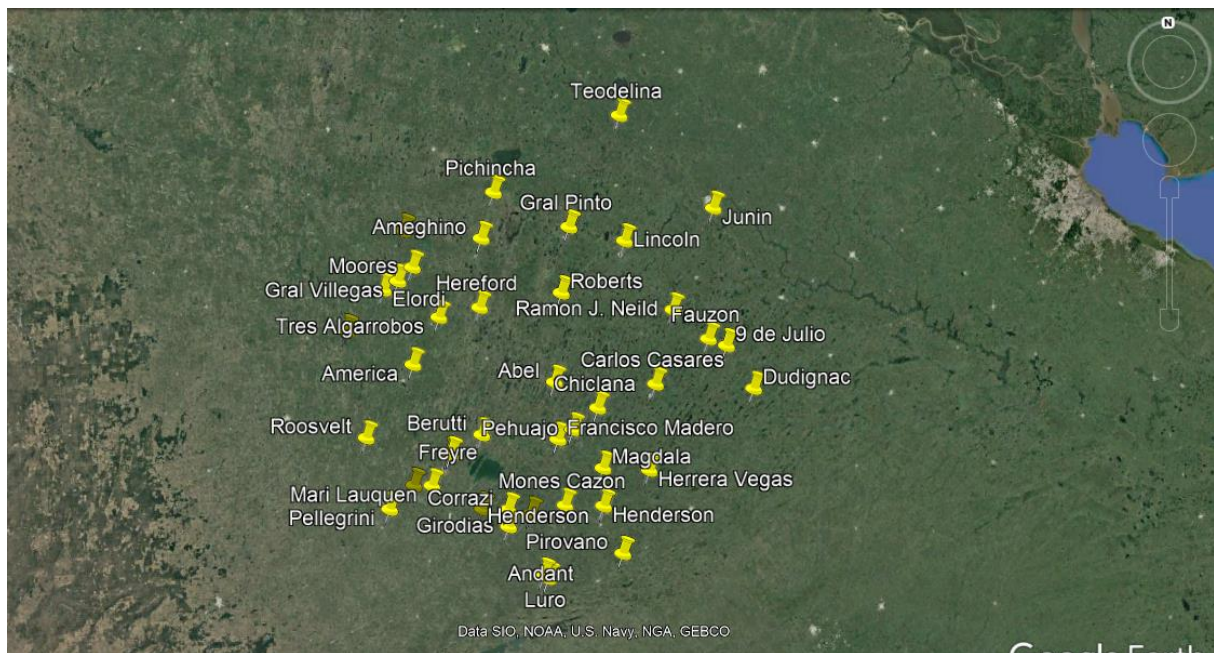 N
Teodelina
Pichincha
Gral Pinto
Junin
Ameghino
Lincoln
Moores
Hereford
Roberts
Gral Villegas
Elordi
Ramon J. Neild
Fauzon
Tres Algarrobos
9 de Julio
Carlos Casares
America
Abel
Chiclana
Dudignac
Roosvelt
Berutti
Pehuajo
Francisco Madero
Freyre
Magdala
Mones Cazon
Herrera Vegas
Mari Lauquen
Corrazi
Pellegrini
Girodias
Henderson
Henderson
Pirovano
Andant
Luro
Data SIO, NOAA, U.S. Navy, NGA, GEBCO
Google Earth